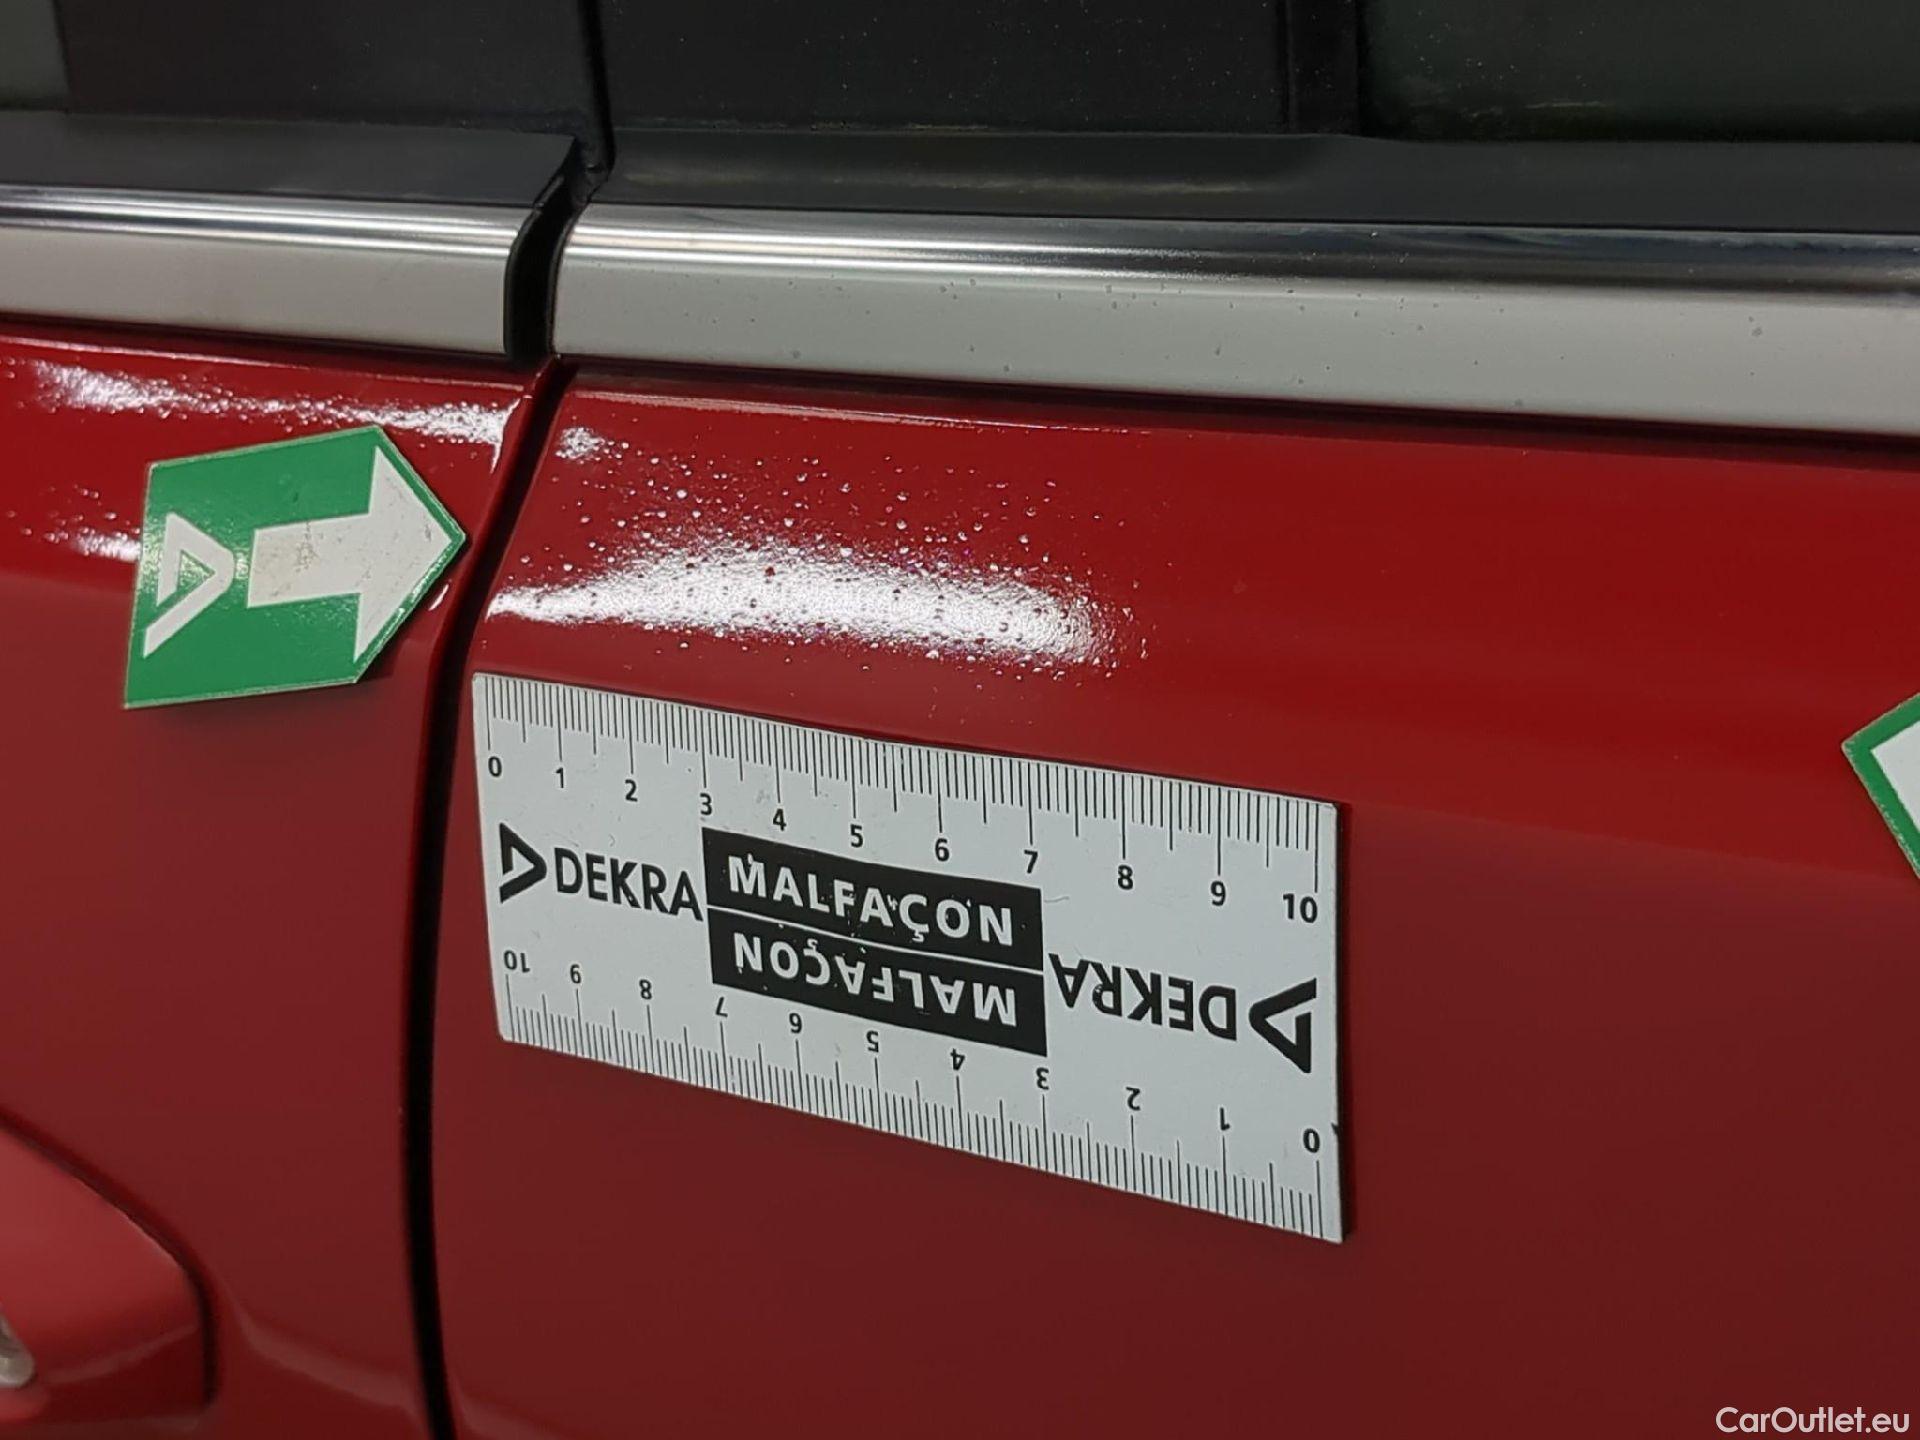 0 1 2 3 4 5 6 7 8 9 10
DEKRA
MALFAÇON
MALFAÇON
DEKRA
10 9 8 7 6 5 4 3 2 1 0
CarOutlet.eu